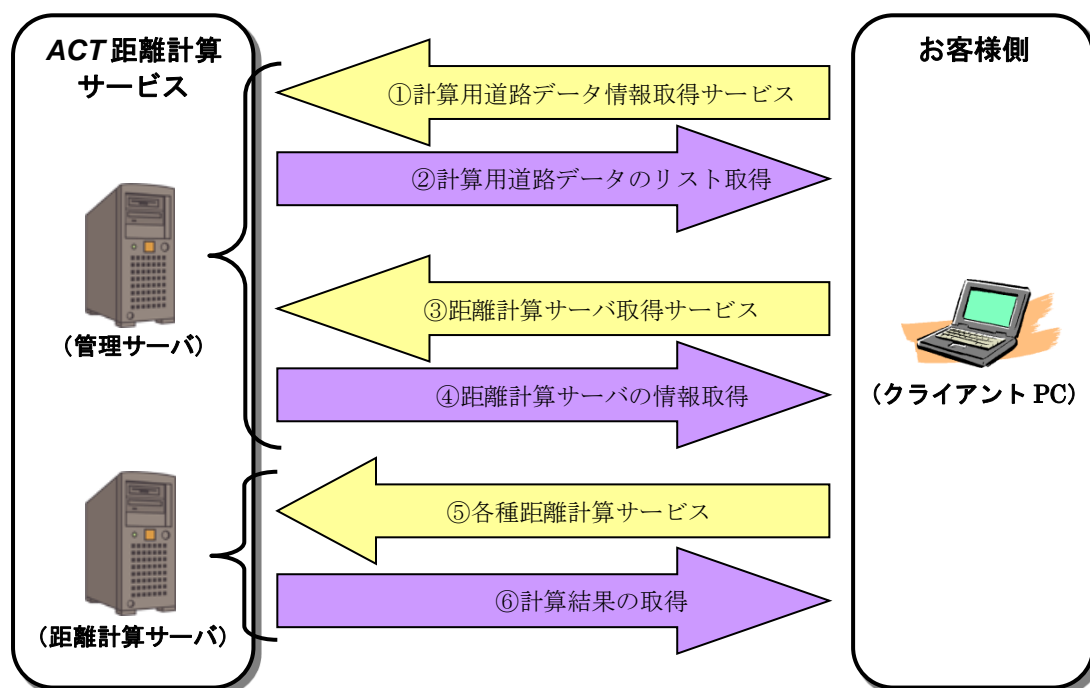 ACT距離計算
サービス
お客様側
①計算用道路データ情報取得サービス
②計算用道路データのリスト取得
③距離計算サーバ取得サービス
(管理サーバ)
④距離計算サーバの情報取得
(クライアント PC)
⑤各種距離計算サービス
⑥計算結果の取得
(距離計算サーバ)